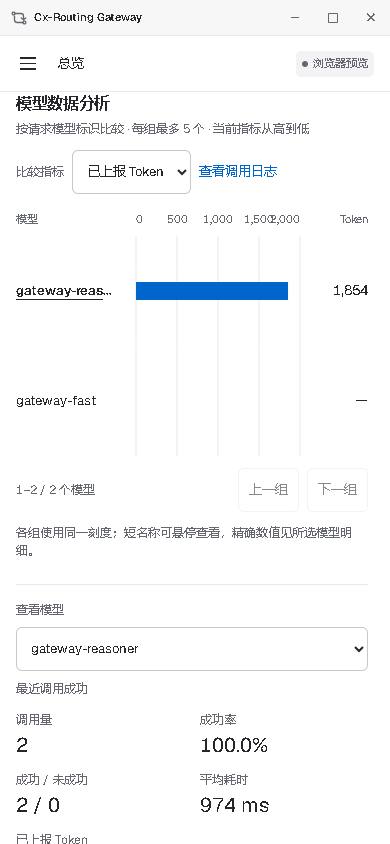 Cx-Routing Gateway
总览
浏览器预览
模型数据分析
按请求模型标识比较 · 每组最多 5 个 · 当前指标从高到低
比较指标 已上报 Token 查看调用日志
模型 0 500 1,000 1,500 2,000 Token
gateway-reas... 1,854
gateway-fast —
1–2 / 2 个模型 上一组 下一组
各组使用同一刻度；短名称可悬停查看，精确数值见所选模型明
细。
查看模型
gateway-reasoner
最近调用成功
调用量 成功率
2 100.0%
成功 / 未成功 平均耗时
2 / 0 974 ms
已上报 Token